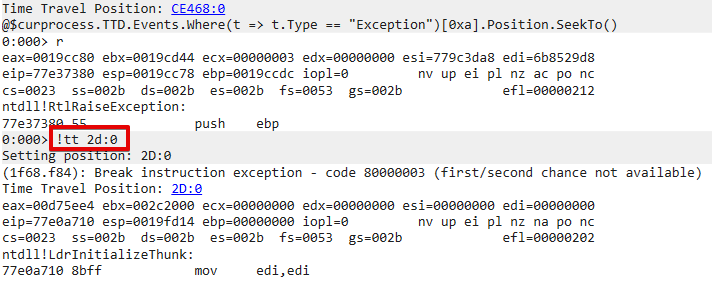 Time Travel Position: CE468:0
@$curprocess.TTD.Events.Where(t => t.Type == "Exception")[0xa].Position.SeekTo()
0:000> r
eax=0019cc80 ebx=0019cd44 ecx=00000003 edx=00000000 esi=779c3da8 edi=6b8529d8
eip=77e37380 esp=0019cc78 ebp=0019ccdc iopl=0         nv up ei pl nz ac po nc
cs=0023  ss=002b  ds=002b  es=002b  fs=0053  gs=002b             efl=00000212
ntdll!RtlRaiseException:
77e37380 55              push    ebp
0:000> !tt 2d:0
Setting position: 2D:0
(1f68.f84): Break instruction exception - code 80000003 (first/second chance not available)
Time Travel Position: 2D:0
eax=00d75ee4 ebx=002c2000 ecx=00000000 edx=00000000 esi=00000000 edi=00000000
eip=77e0a710 esp=0019fd14 ebp=00000000 iopl=0         nv up ei pl nz na po nc
cs=0023  ss=002b  ds=002b  es=002b  fs=0053  gs=002b             efl=00000202
ntdll!LdrInitializeThunk:
77e0a710 8bff            mov     edi,edi